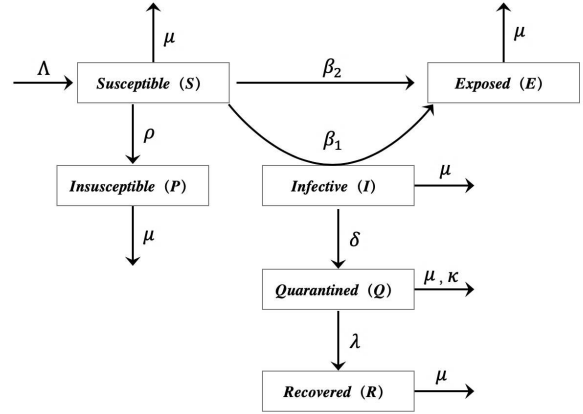 μ
μ
Λ
Susceptible (S)
β₂
Exposed (E)
ρ
β₁
Insusceptible (P)
Infective (I)
μ
μ
δ
Quarantined (Q)
μ , κ
λ
Recovered (R)
μ